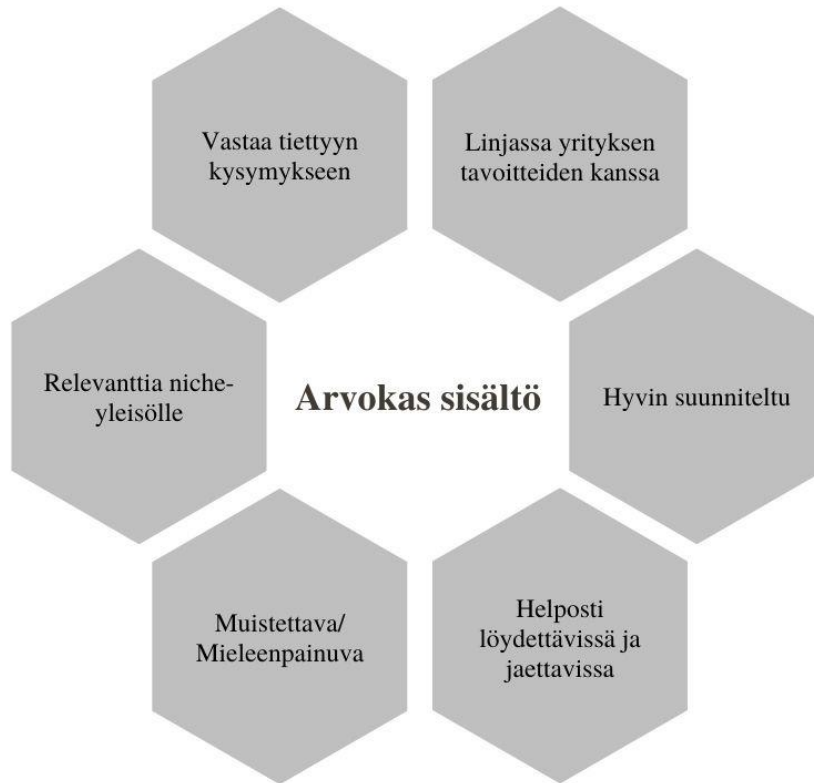 Vastaa tiettyyn
kysymykseen
Linjassa yrityksen
tavoitteiden kanssa
Relevanttia niche-
yleisölle
Arvokas sisältö
Hyvin suunniteltu
Muistettava/
Mieleenpainuva
Helposti
löydettävissä ja
jaettavissa